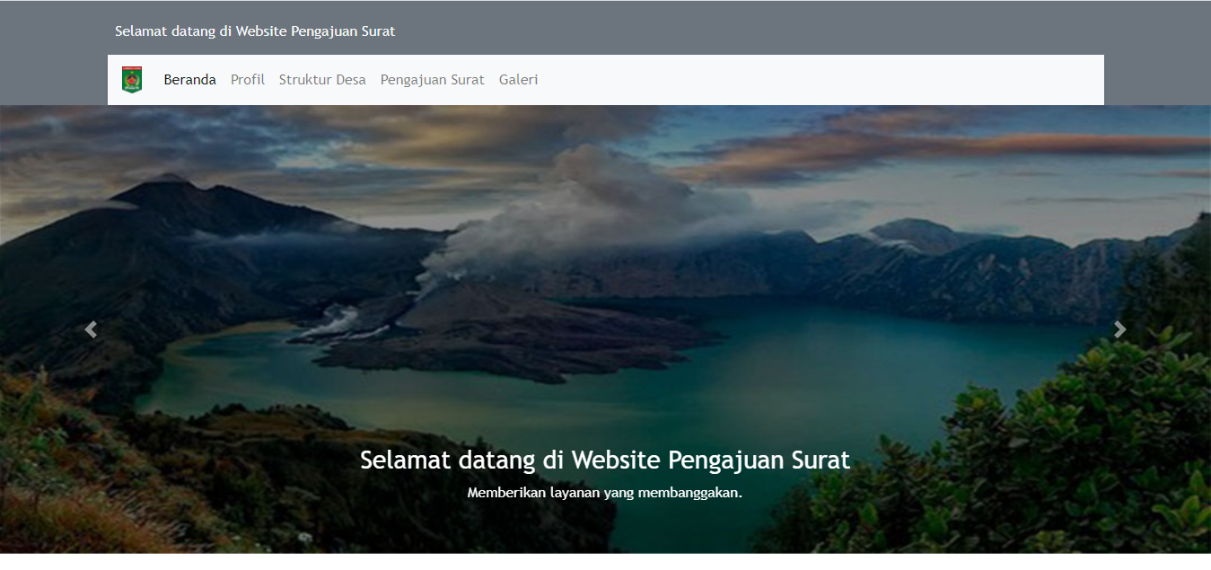 Selamat datang di Website Pengajuan Surat
Beranda Profil Struktur Desa Pengajuan Surat Galeri
Selamat datang di Website Pengajuan Surat
Memberikan layanan yang membanggakan.